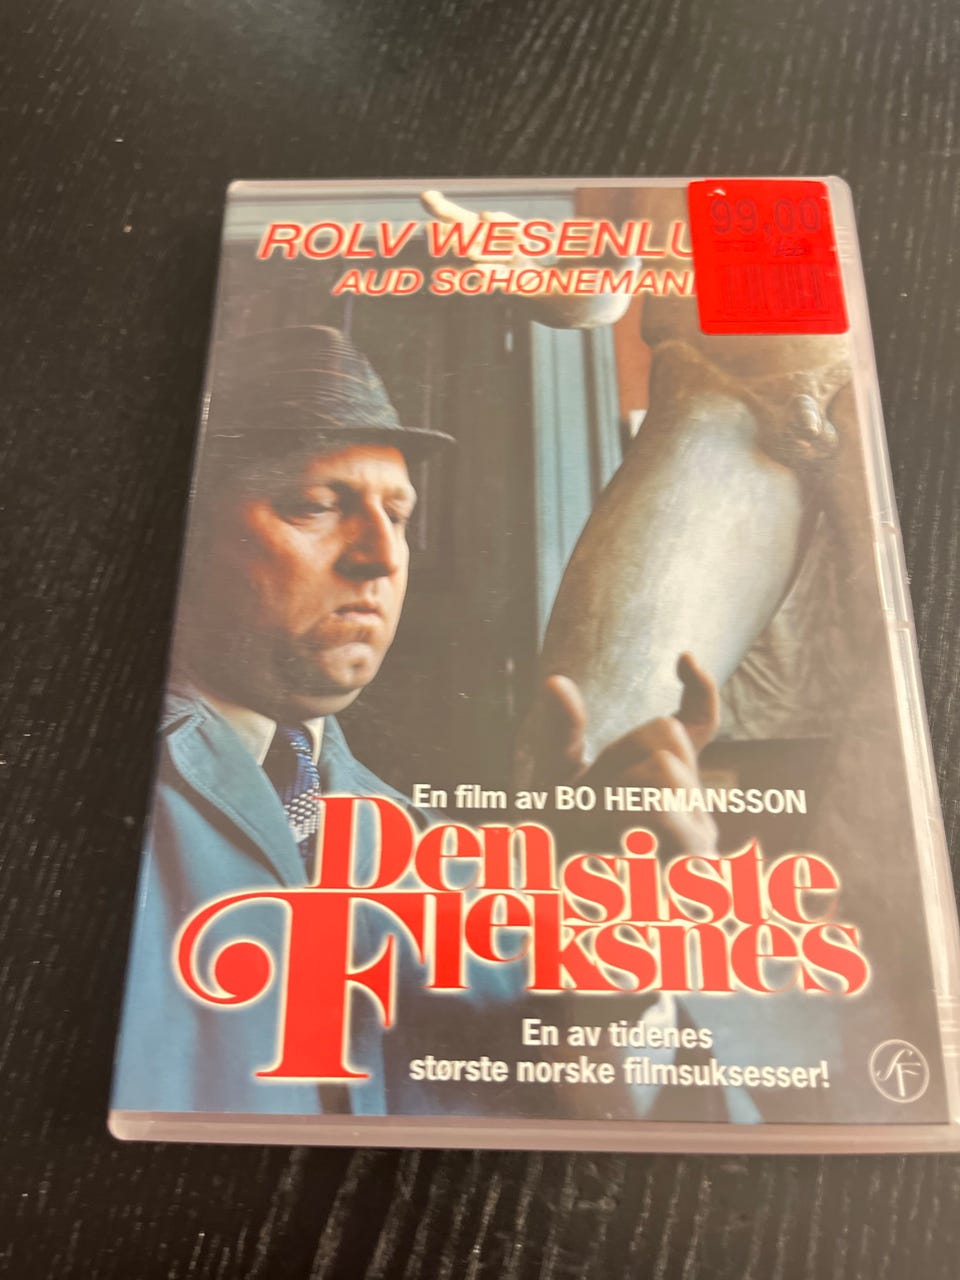 ROLV WESENLU
99,00
AUD SCHØNEMAN
En film av BO HERMANSSON
Den siste
Fleksnes
En av tidenes
største norske filmsuksesser!
SF